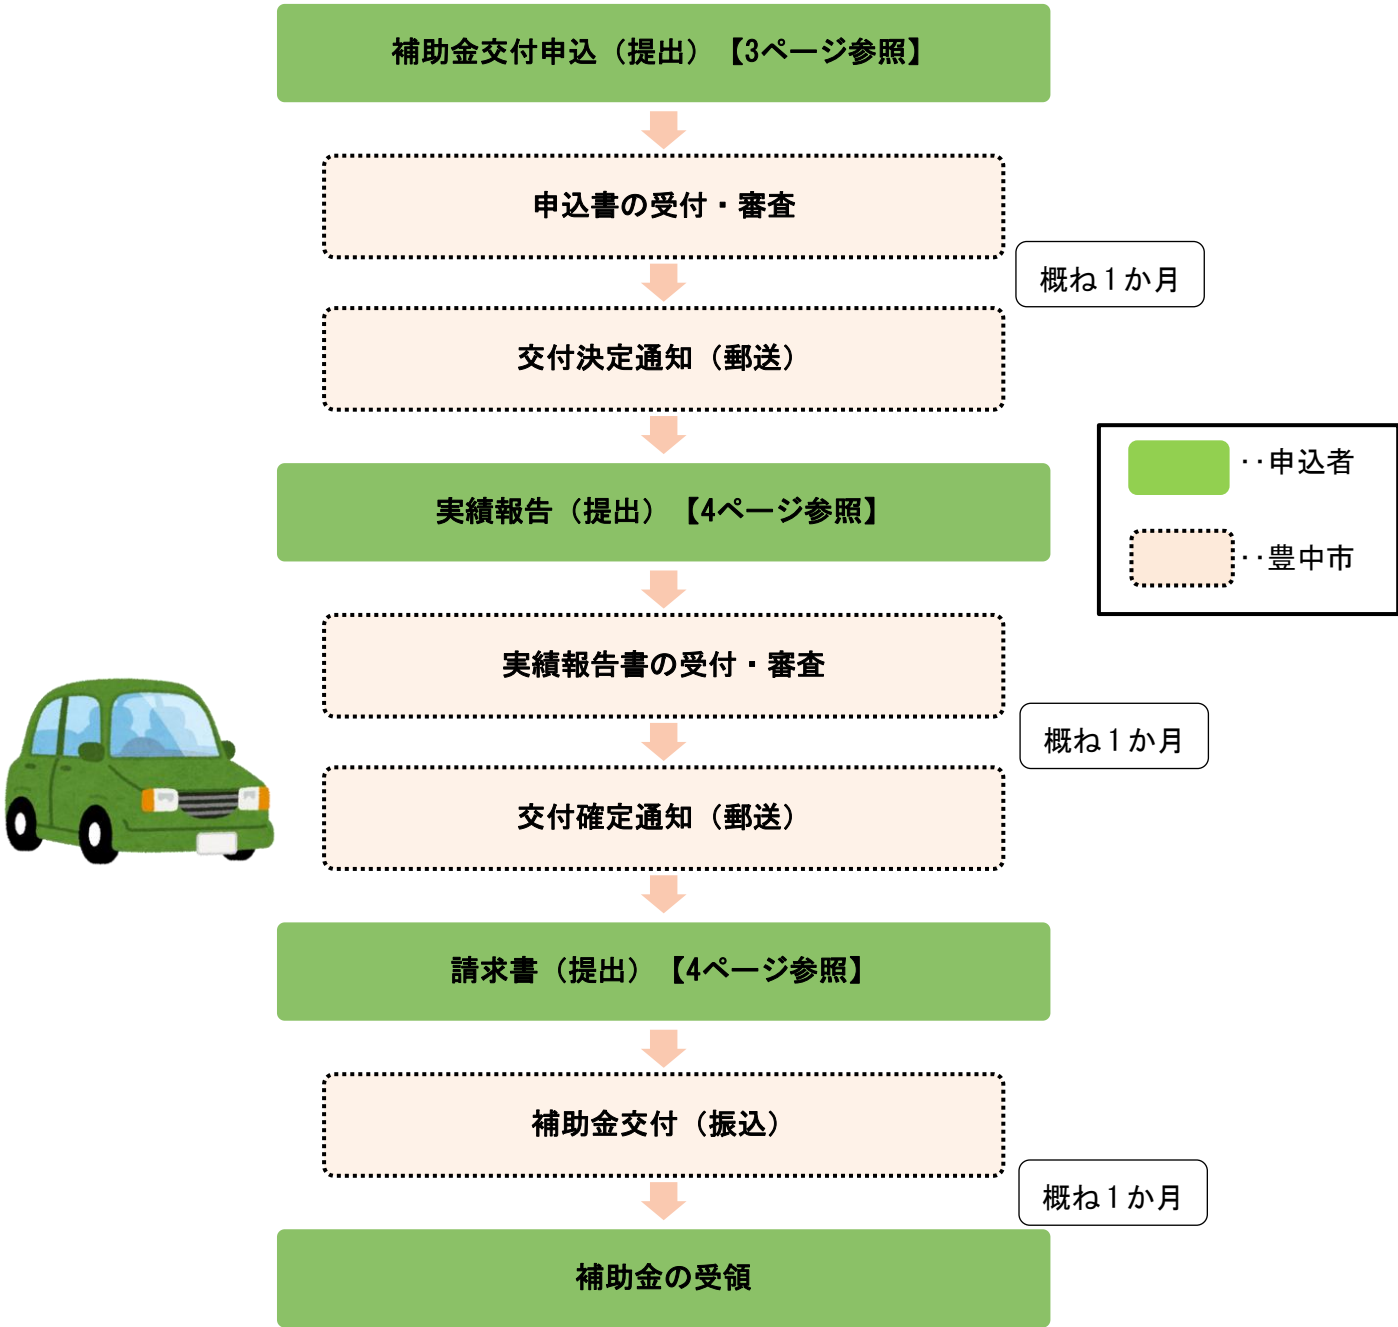 補助金交付申込（提出）【3ページ参照】
申込書の受付・審査
概ね１か月
交付決定通知（郵送）
‥申込者
実績報告（提出）【4ページ参照】
‥豊中市
実績報告書の受付・審査
概ね１か月
交付確定通知（郵送）
請求書（提出）【4ページ参照】
補助金交付（振込）
概ね１か月
補助金の受領